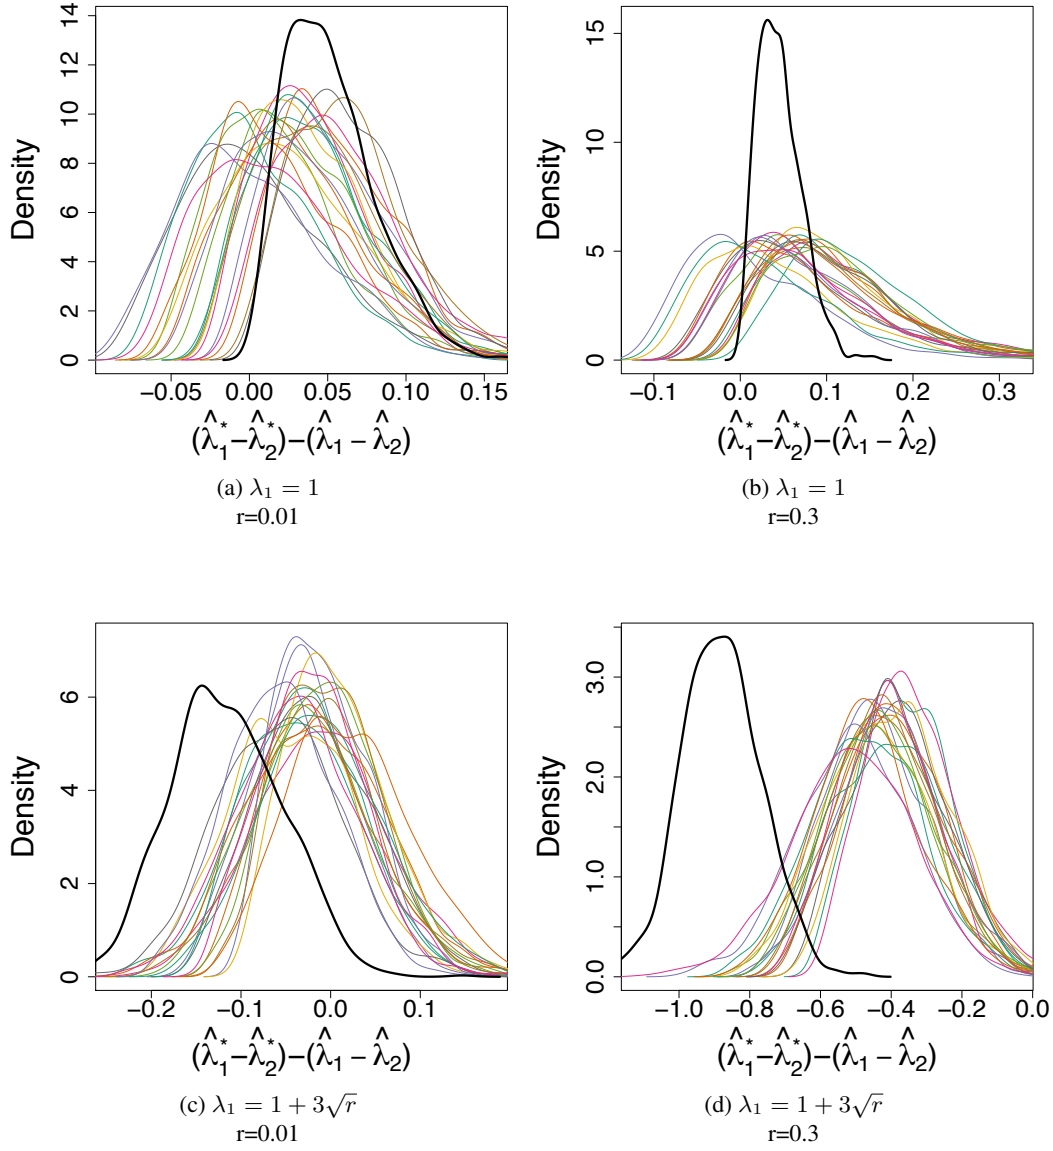 14
12
10
8
6
4
2
0
Density
−0.05 0.00 0.05 0.10 0.15
(λ̂₁*−λ̂₂*)−(λ̂₁ − λ̂₂)
(a) λ₁ = 1
r=0.01
15
10
5
0
Density
−0.1 0.0 0.1 0.2 0.3
(λ̂₁*−λ̂₂*)−(λ̂₁ − λ̂₂)
(b) λ₁ = 1
r=0.3
6
4
2
0
Density
−0.2 −0.1 0.0 0.1
(λ̂₁*−λ̂₂*)−(λ̂₁ − λ̂₂)
(c) λ₁ = 1 + 3√r
r=0.01
3.0
2.0
1.0
0.0
Density
−1.0 −0.8 −0.6 −0.4 −0.2 0.0
(λ̂₁*−λ̂₂*)−(λ̂₁ − λ̂₂)
(d) λ₁ = 1 + 3√r
r=0.3